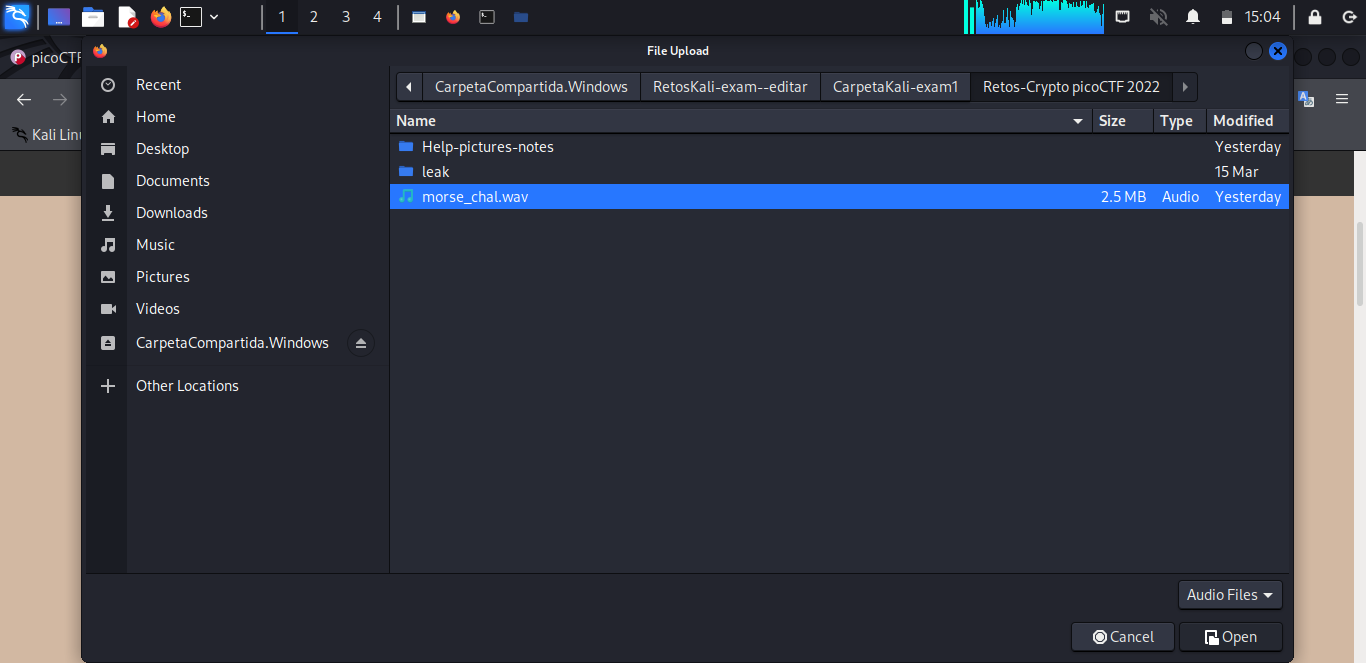 1 2 3 4 15:04
File Upload
picoCTF
Kali Linu
Recent
Home
Desktop
Documents
Downloads
Music
Pictures
Videos
CarpetaCompartida.Windows
Other Locations
CarpetaCompartida.Windows RetosKali-exam--editar CarpetaKali-exam1 Retos-Crypto picoCTF 2022
Name Size Type Modified
Help-pictures-notes Yesterday
leak 15 Mar
morse_chal.wav 2.5 MB Audio Yesterday
Audio Files
Cancel Open